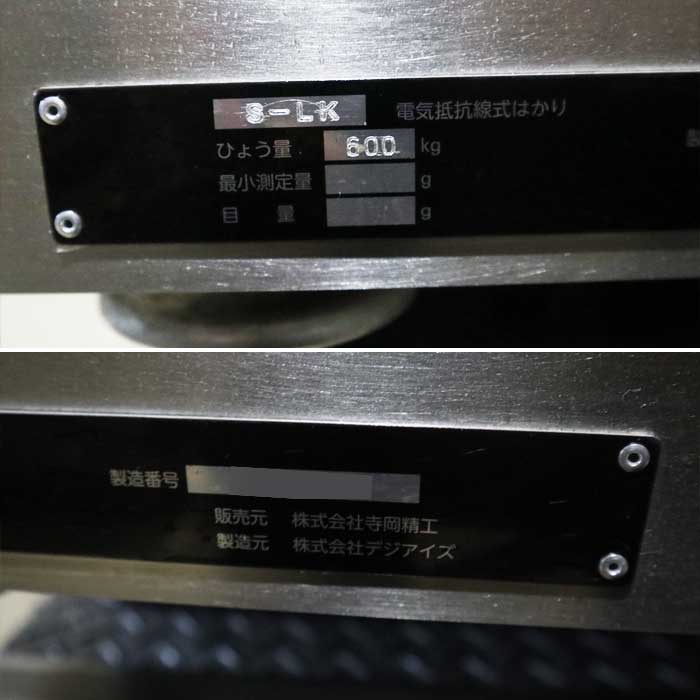 S-LK 電気抵抗線式はかり
ひょう量 600 kg
最小測定量 g
目 量 g
製造番号
販売元 株式会社寺岡精工
製造元 株式会社デジアイズ